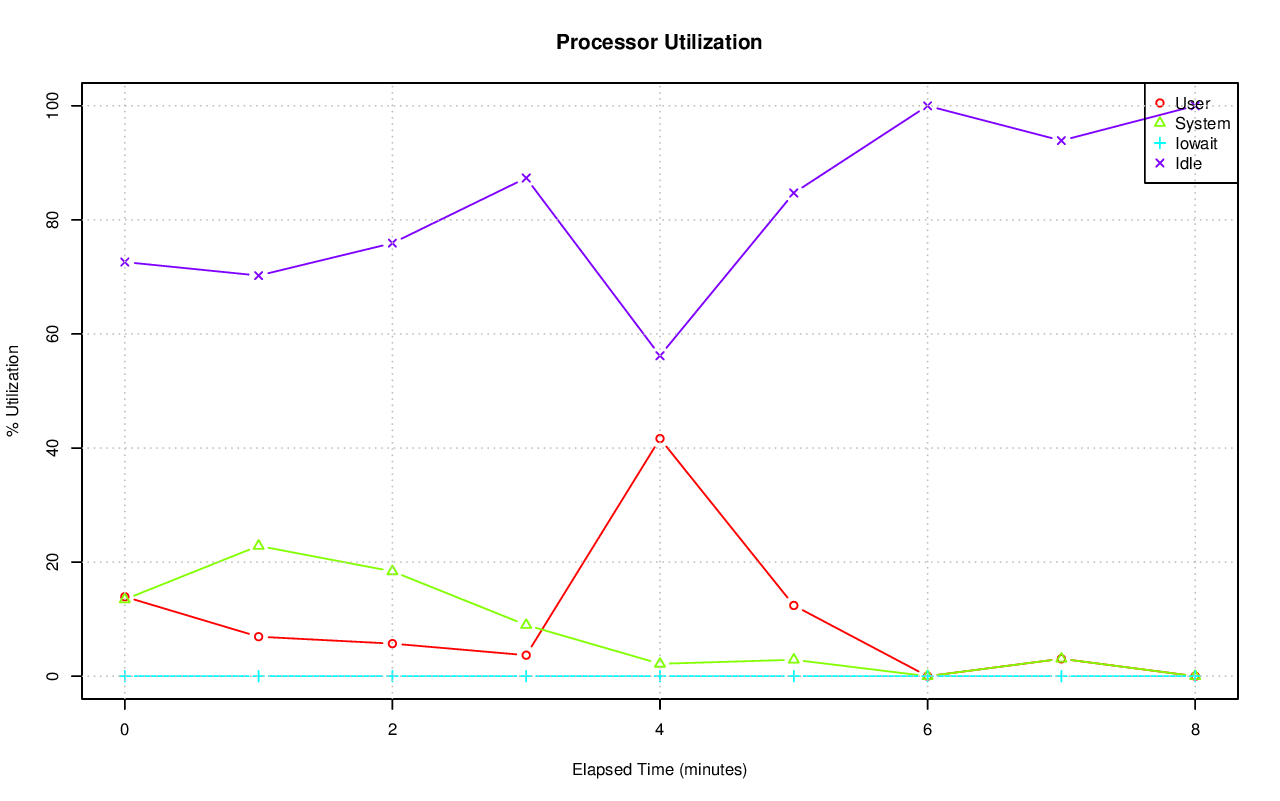 Processor Utilization
User
System
Iowait
Idle
% Utilization
100
80
60
40
20
0
0 2 4 6 8
Elapsed Time (minutes)